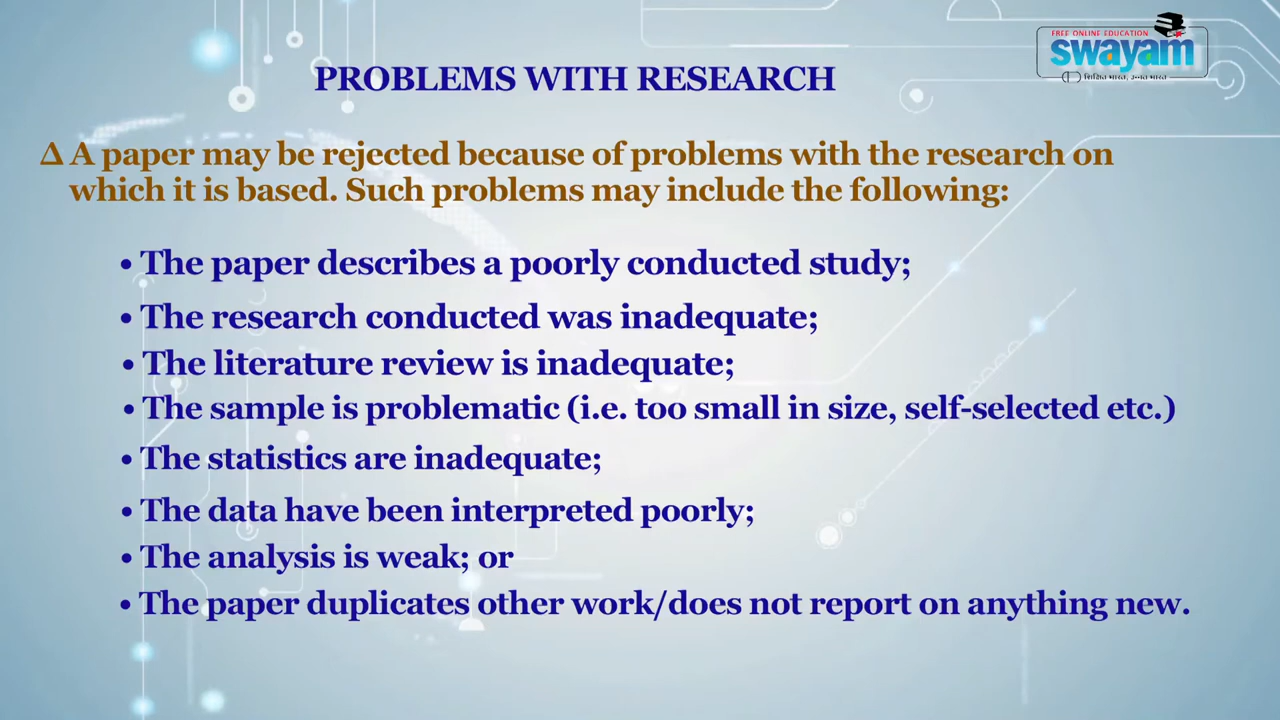 FREE ONLINE EDUCATION
swayam
शिक्षित भारत, उन्नत भारत
PROBLEMS WITH RESEARCH
Δ A paper may be rejected because of problems with the research on
which it is based. Such problems may include the following:
• The paper describes a poorly conducted study;
• The research conducted was inadequate;
• The literature review is inadequate;
• The sample is problematic (i.e. too small in size, self-selected etc.)
• The statistics are inadequate;
• The data have been interpreted poorly;
• The analysis is weak; or
• The paper duplicates other work/does not report on anything new.